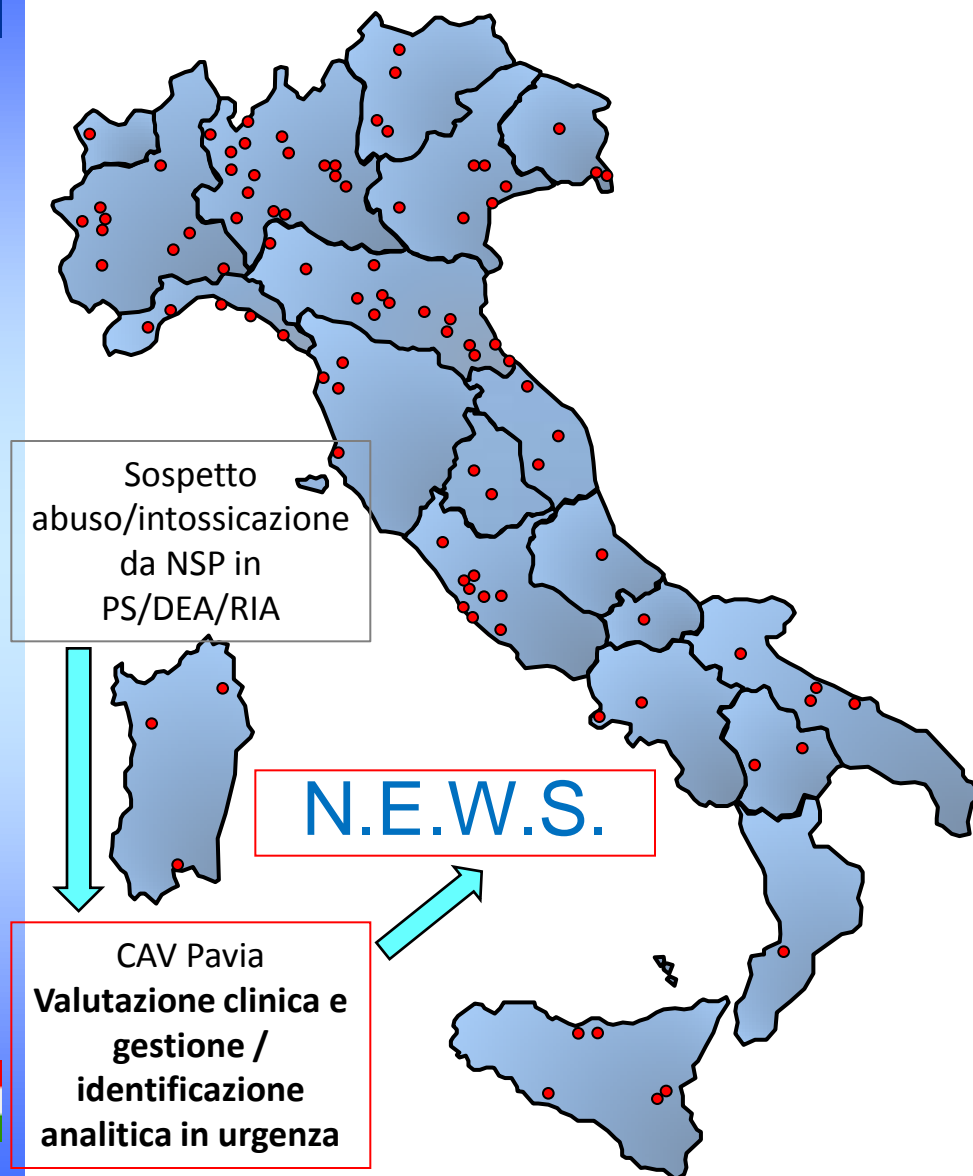 Sospetto
abuso/intossicazione
da NSP in
PS/DEA/RIA
N.E.W.S.
CAV Pavia
Valutazione clinica e
gestione /
identificazione
analitica in urgenza